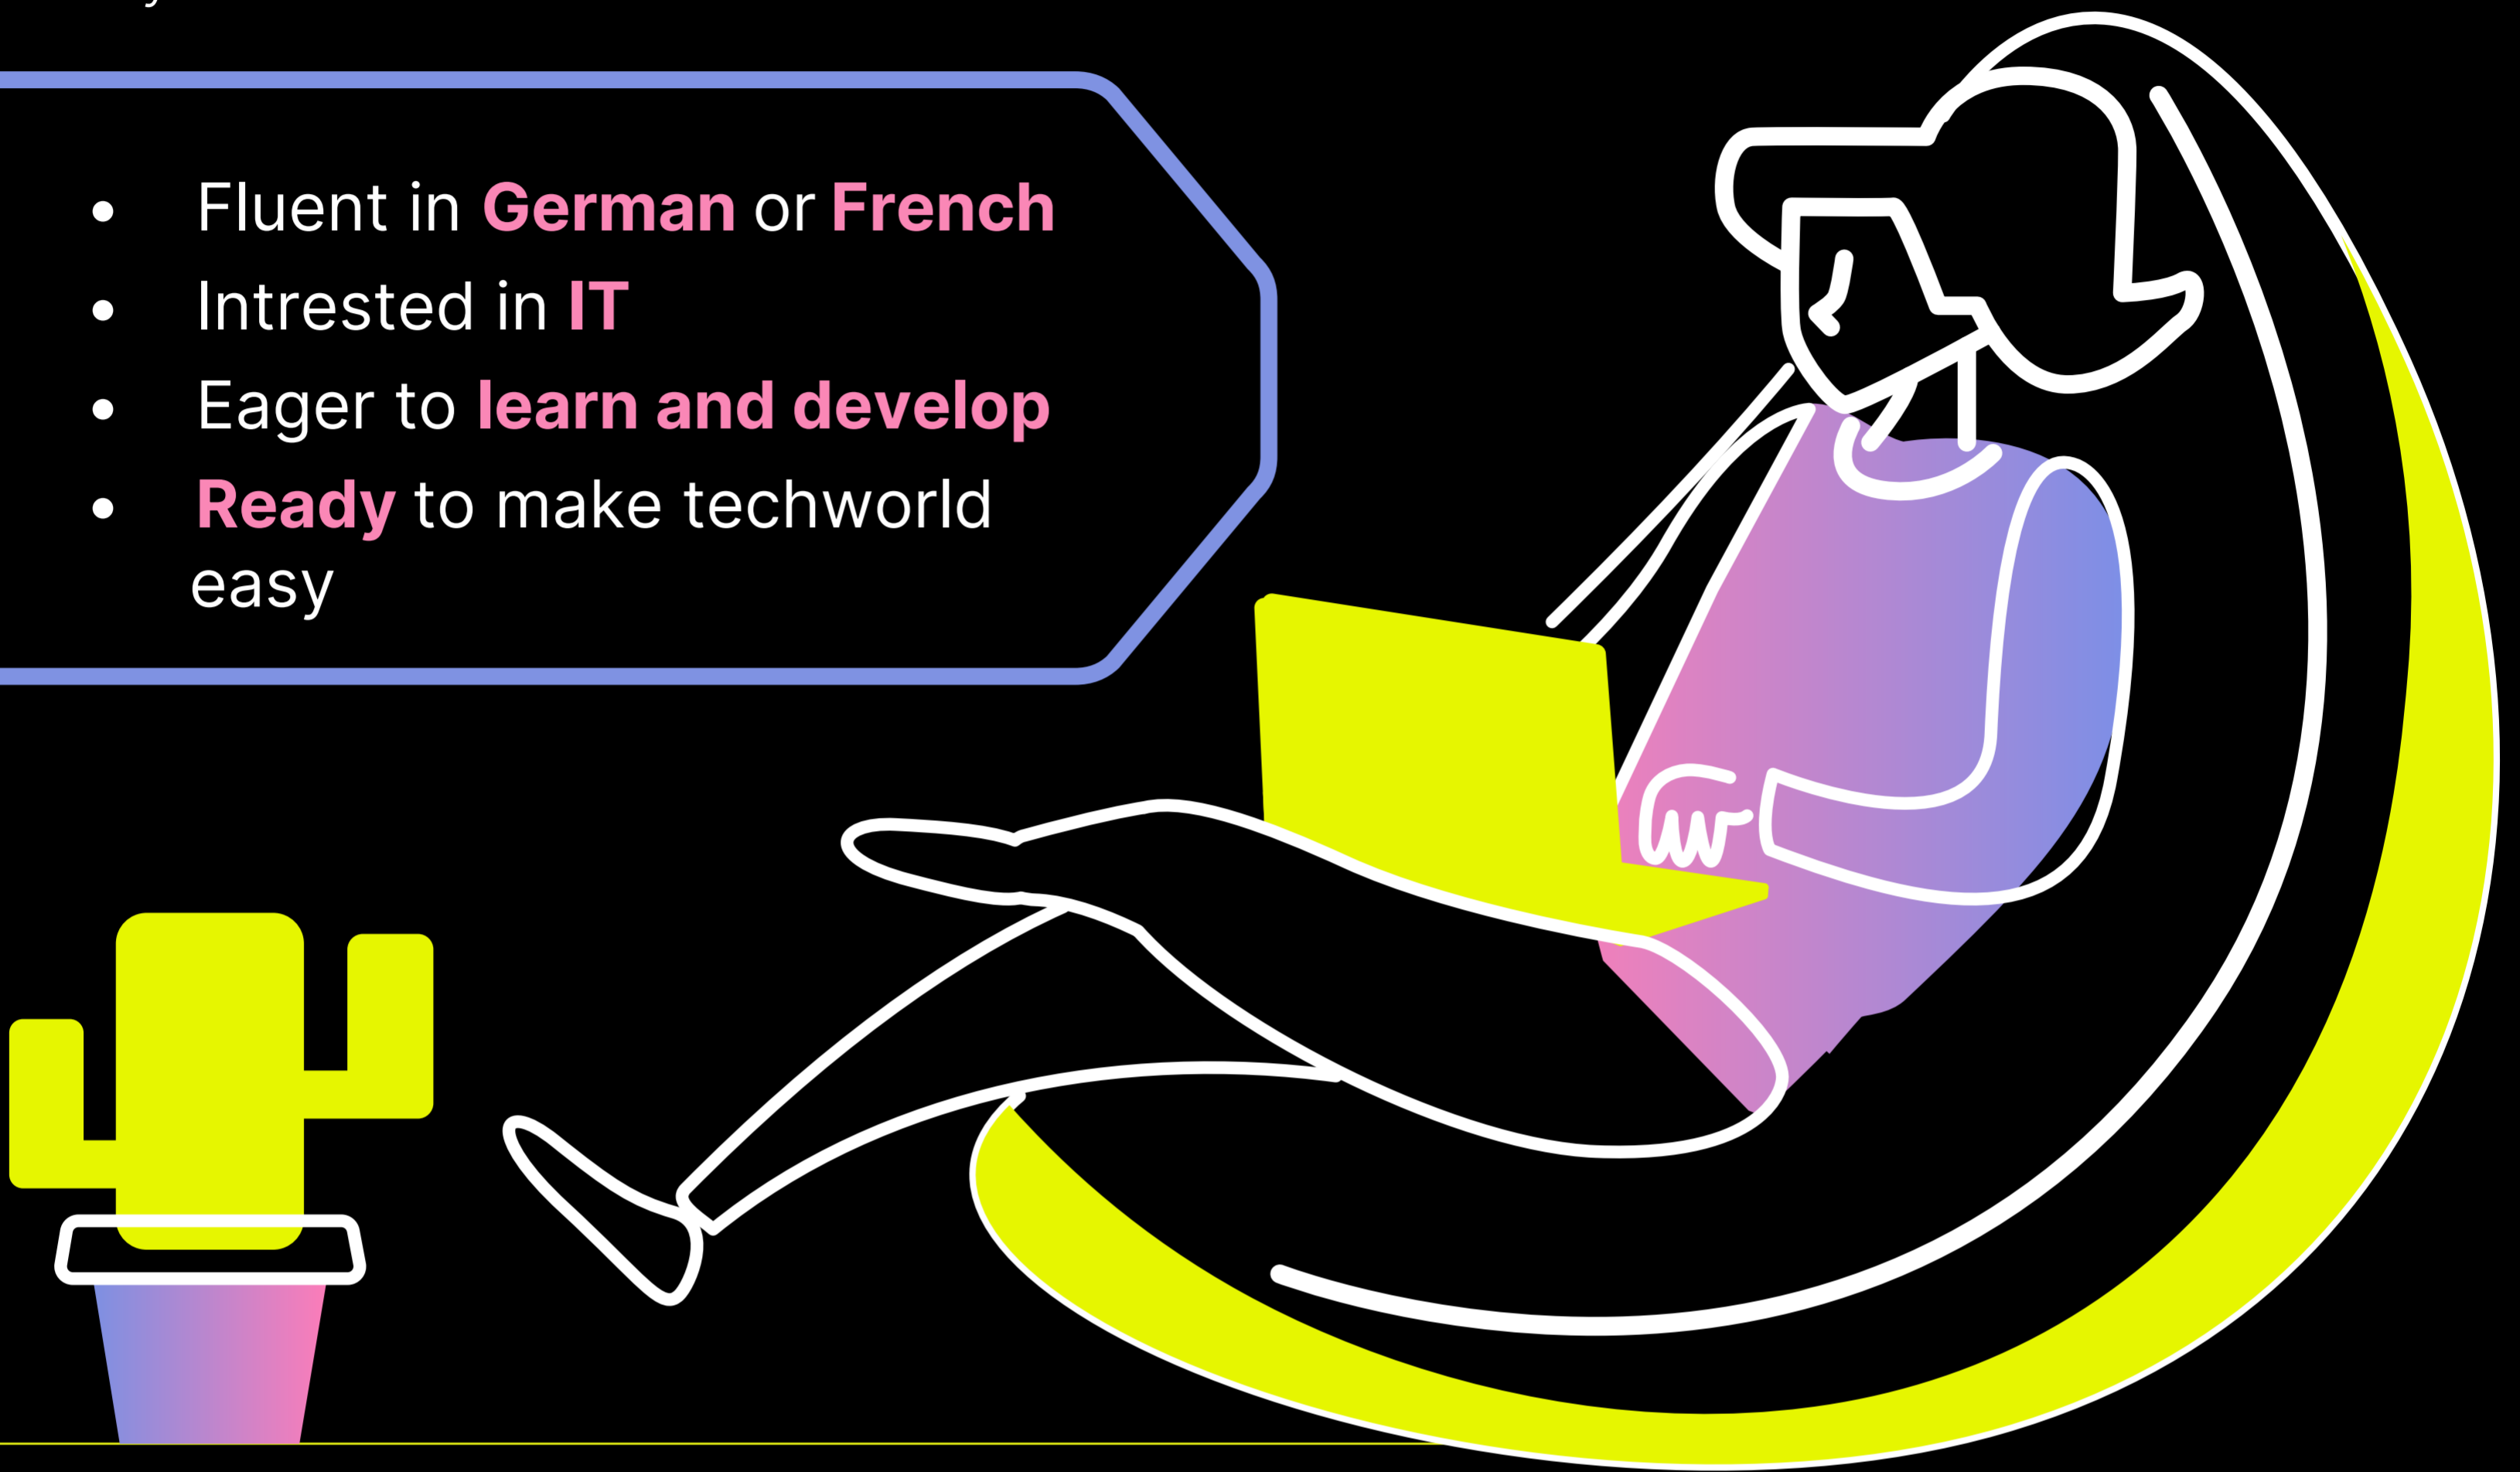 • Fluent in German or French
• Intrested in IT
• Eager to learn and develop
• Ready to make techworld
easy